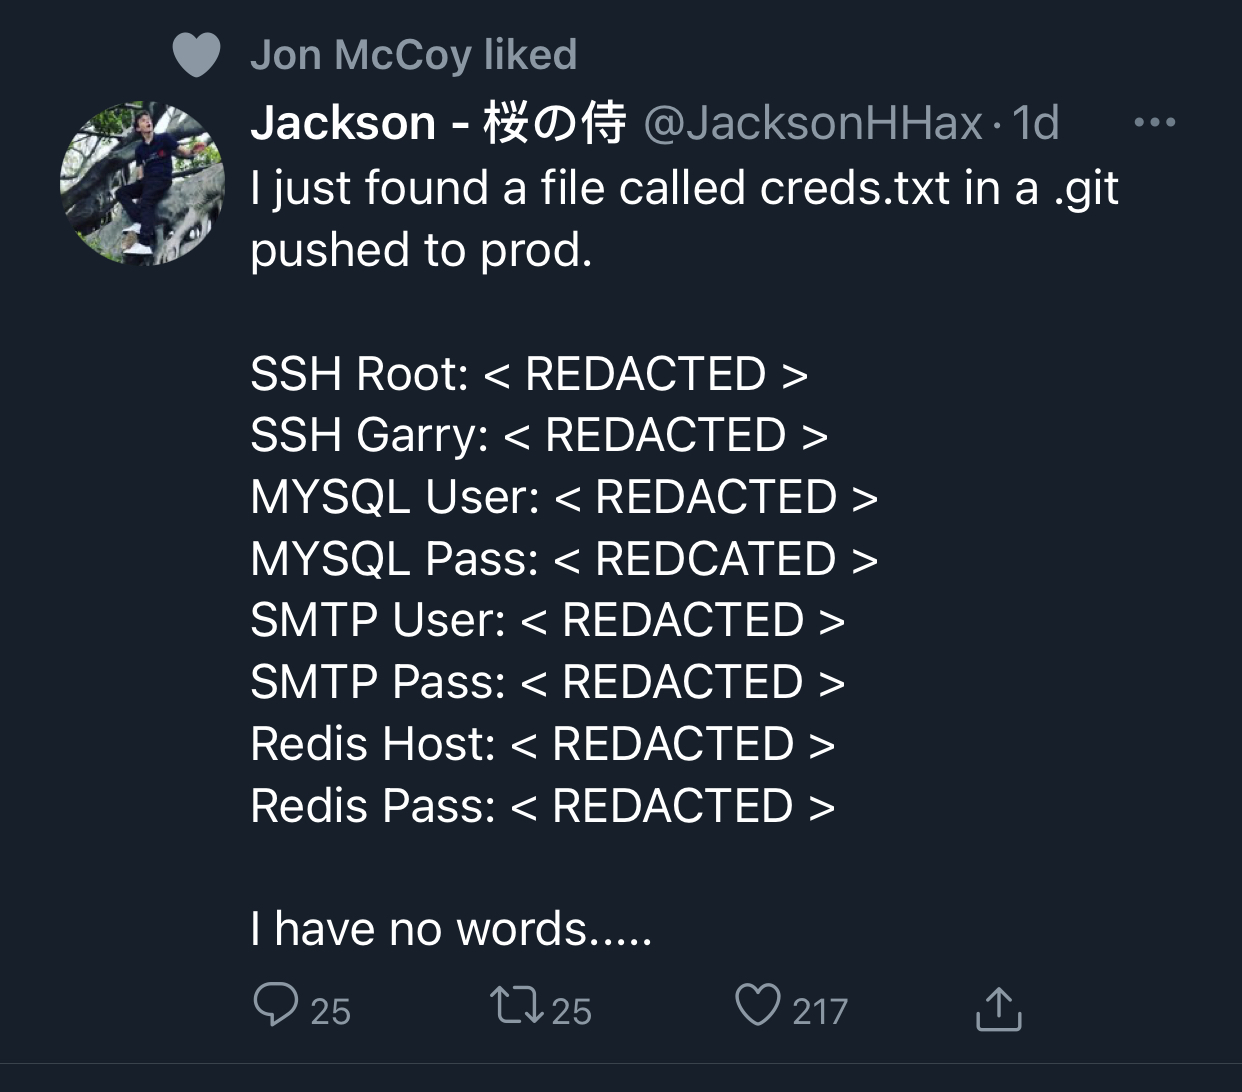 Jon McCoy liked
Jackson - 桜の侍 @JacksonHHax · 1d
I just found a file called creds.txt in a .git
pushed to prod.
SSH Root: < REDACTED >
SSH Garry: < REDACTED >
MYSQL User: < REDACTED >
MYSQL Pass: < REDCATED >
SMTP User: < REDACTED >
SMTP Pass: < REDACTED >
Redis Host: < REDACTED >
Redis Pass: < REDACTED >
I have no words.....
25 25 217